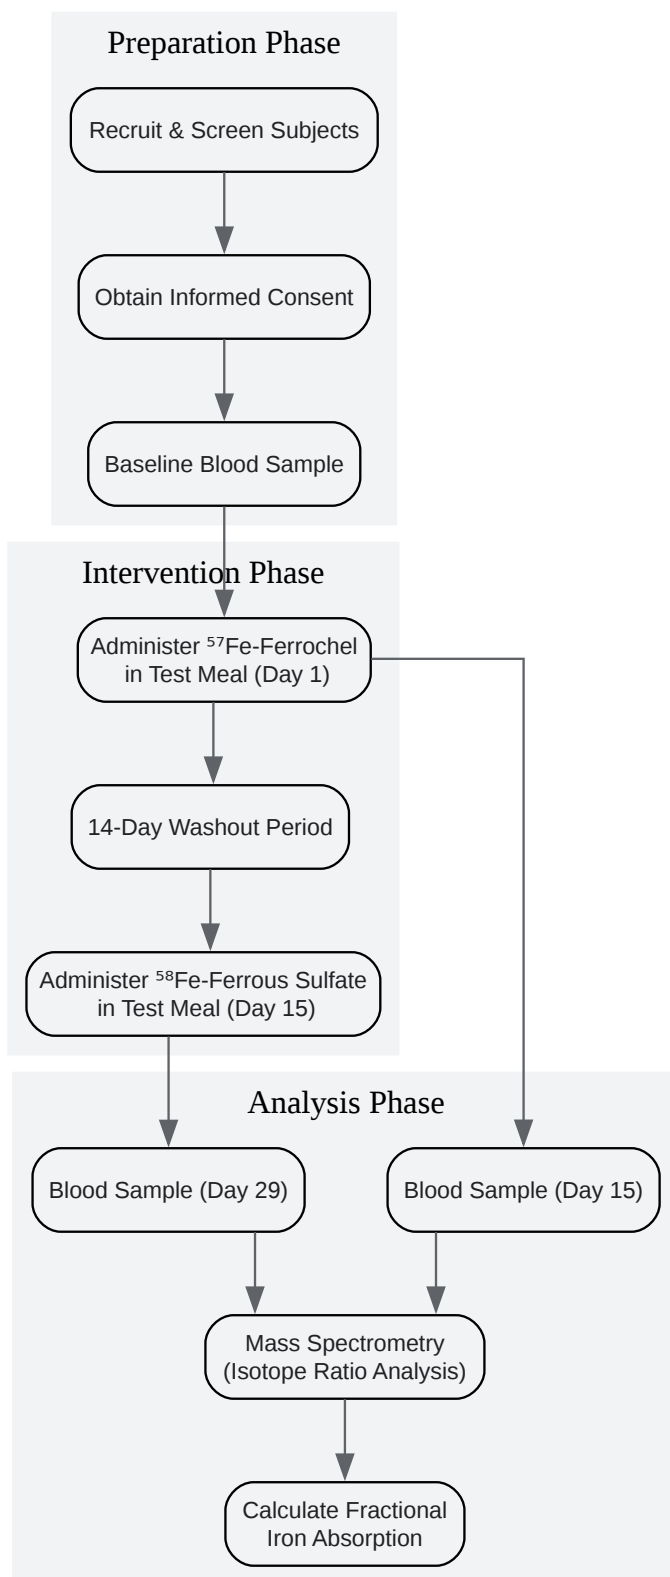 Preparation Phase
Recruit & Screen Subjects
Obtain Informed Consent
Baseline Blood Sample
Intervention Phase
Administer ⁵⁷Fe-Ferrochel
in Test Meal (Day 1)
14-Day Washout Period
Administer ⁵⁸Fe-Ferrous Sulfate
in Test Meal (Day 15)
Analysis Phase
Blood Sample (Day 29)
Blood Sample (Day 15)
Mass Spectrometry
(Isotope Ratio Analysis)
Calculate Fractional
Iron Absorption